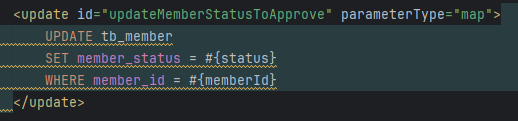 <update id="updateMemberStatusToApprove" parameterType="map">
    UPDATE tb_member
    SET member_status = #{status}
    WHERE member_id = #{memberId}
</update>